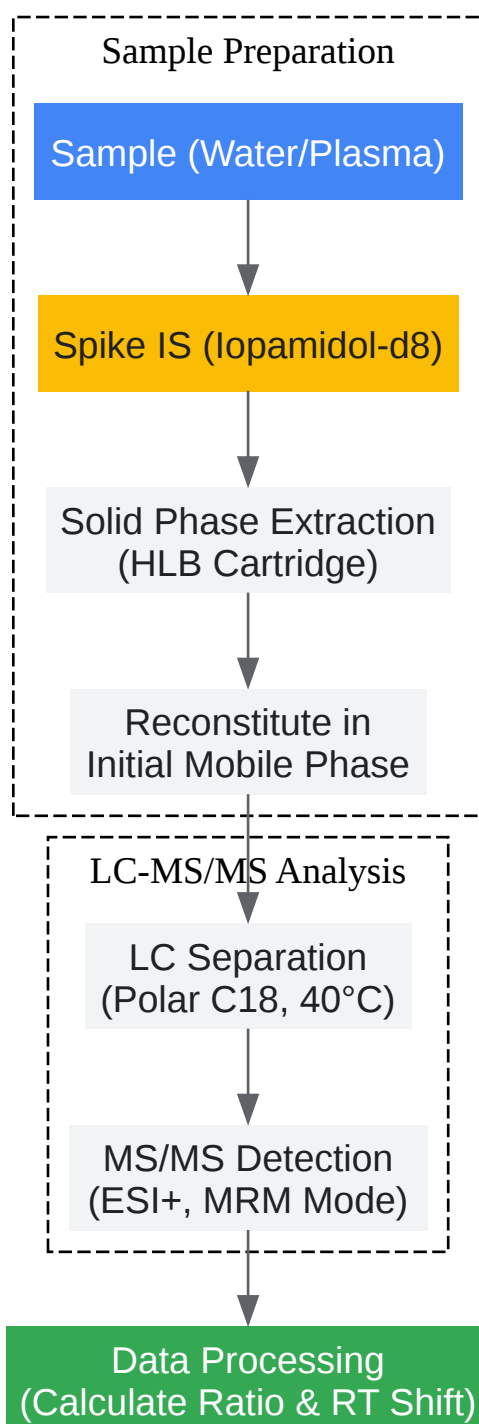 Sample Preparation
Sample (Water/Plasma)
Spike IS (Iopamidol-d8)
Solid Phase Extraction
(HLB Cartridge)
Reconstitute in
Initial Mobile Phase
LC-MS/MS Analysis
LC Separation
(Polar C18, 40°C)
MS/MS Detection
(ESI+, MRM Mode)
Data Processing
(Calculate Ratio & RT Shift)